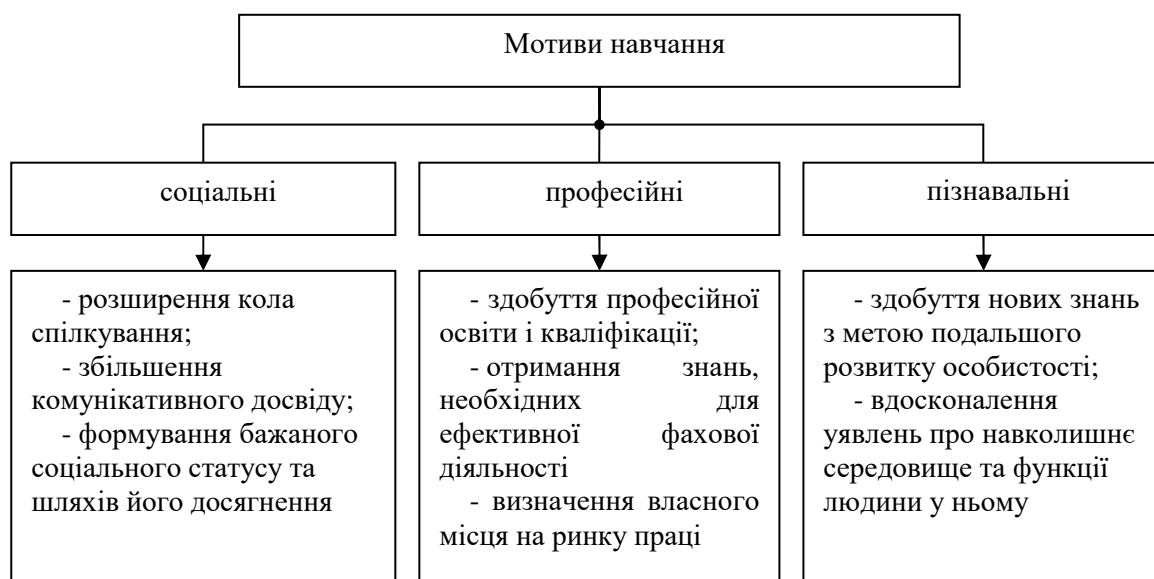 Мотиви навчання
соціальні
професійні
пізнавальні
- розширення кола
спілкування;
- збільшення
комунікативного досвіду;
- формування бажаного
соціального статусу та
шляхів його досягнення
- здобуття професійної
освіти і кваліфікації;
- отримання знань,
необхідних для
ефективної фахової
діяльності
- визначення власного
місця на ринку праці
- здобуття нових знань
з метою подальшого
розвитку особистості;
- вдосконалення
уявлень про навколишнє
середовище та функції
людини у ньому